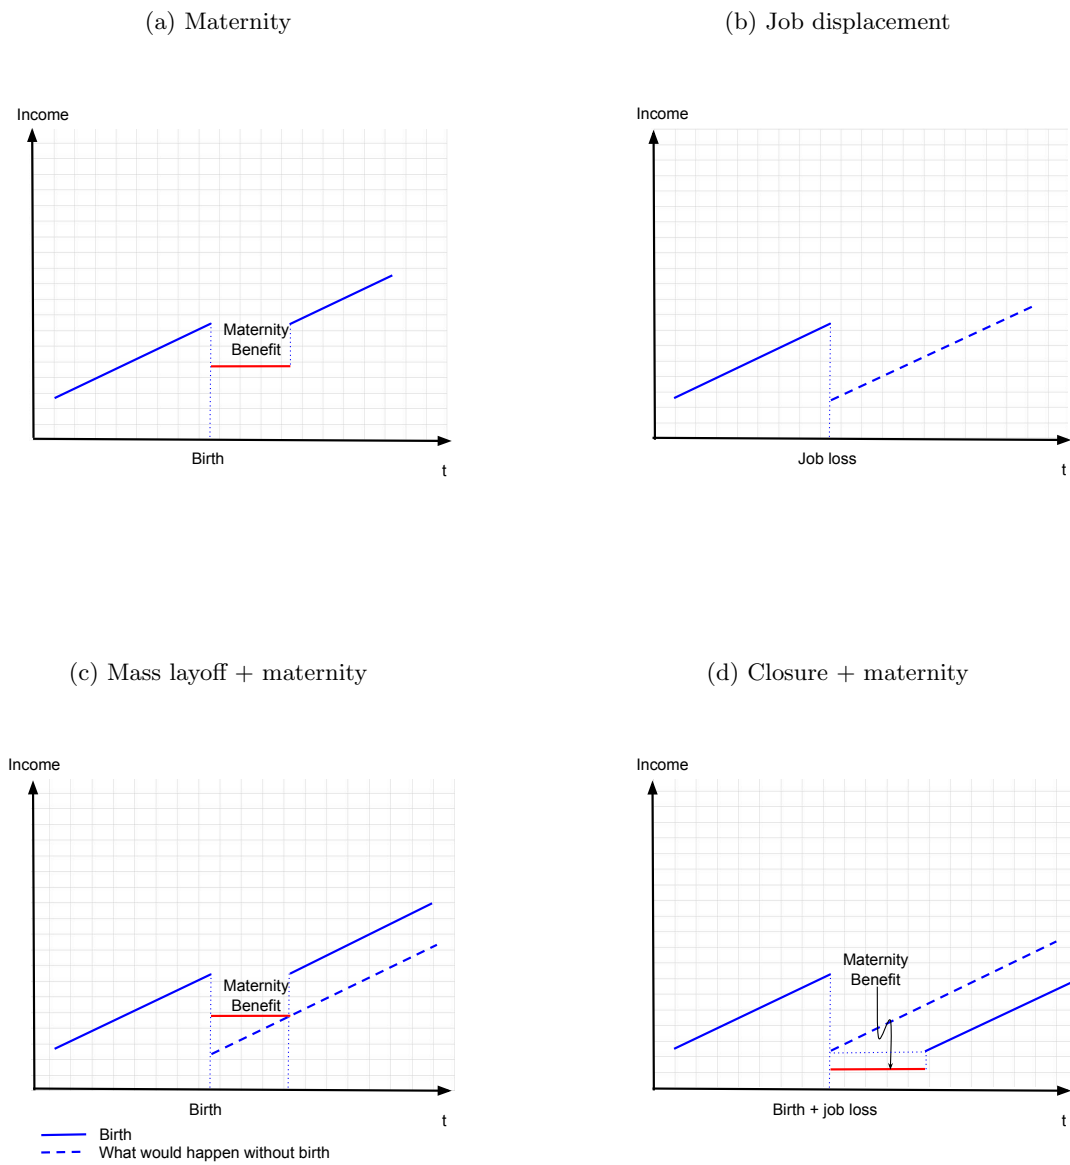 (a) Maternity
Income
Maternity
Benefit
Birth
t
(b) Job displacement
Income
Job loss
t
(c) Mass layoff + maternity
Income
Maternity
Benefit
Birth
t
Birth
What would happen without birth
(d) Closure + maternity
Income
Maternity
Benefit
Birth + job loss
t